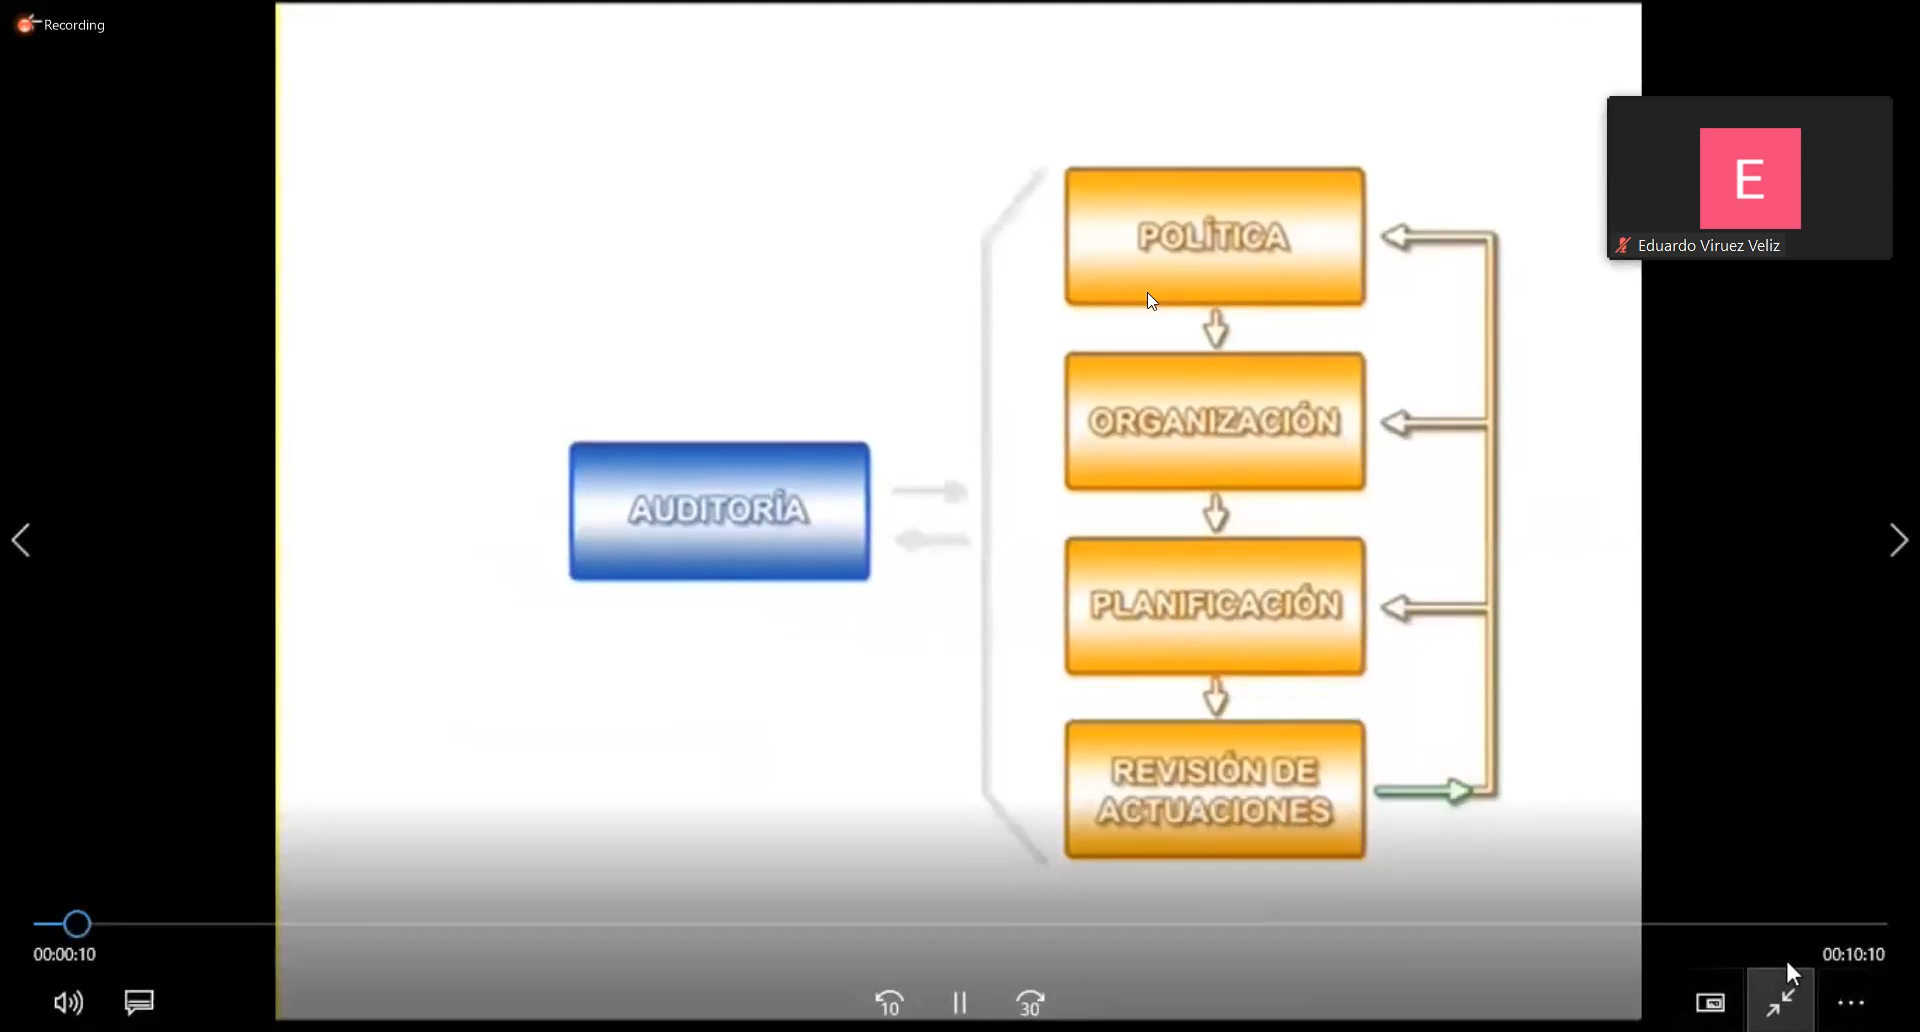 Recording
POLÍTICA
E
Eduardo Viruez Veliz
ORGANIZACIÓN
AUDITORÍA
PLANIFICACIÓN
REVISIÓN DE
ACTUACIONES
00:00:10
00:10:10
10
30